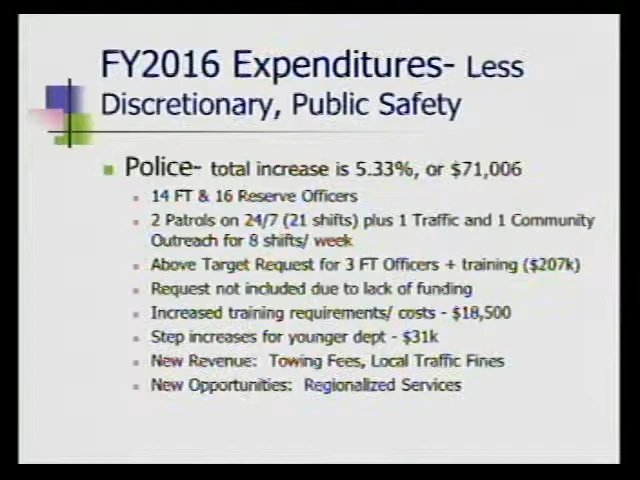 FY2016 Expenditures- Less
Discretionary, Public Safety
Police- total increase is 5.33%, or $71,006
14 FT & 16 Reserve Officers
2 Patrols on 24/7 (21 shifts) plus 1 Traffic and 1 Community
Outreach for 8 shifts/ week
Above Target Request for 3 FT Officers + training ($207k)
Request not included due to lack of funding
Increased training requirements/ costs - $18,500
Step increases for younger dept - $31k
New Revenue: Towing Fees, Local Traffic Fines
New Opportunities: Regionalized Services